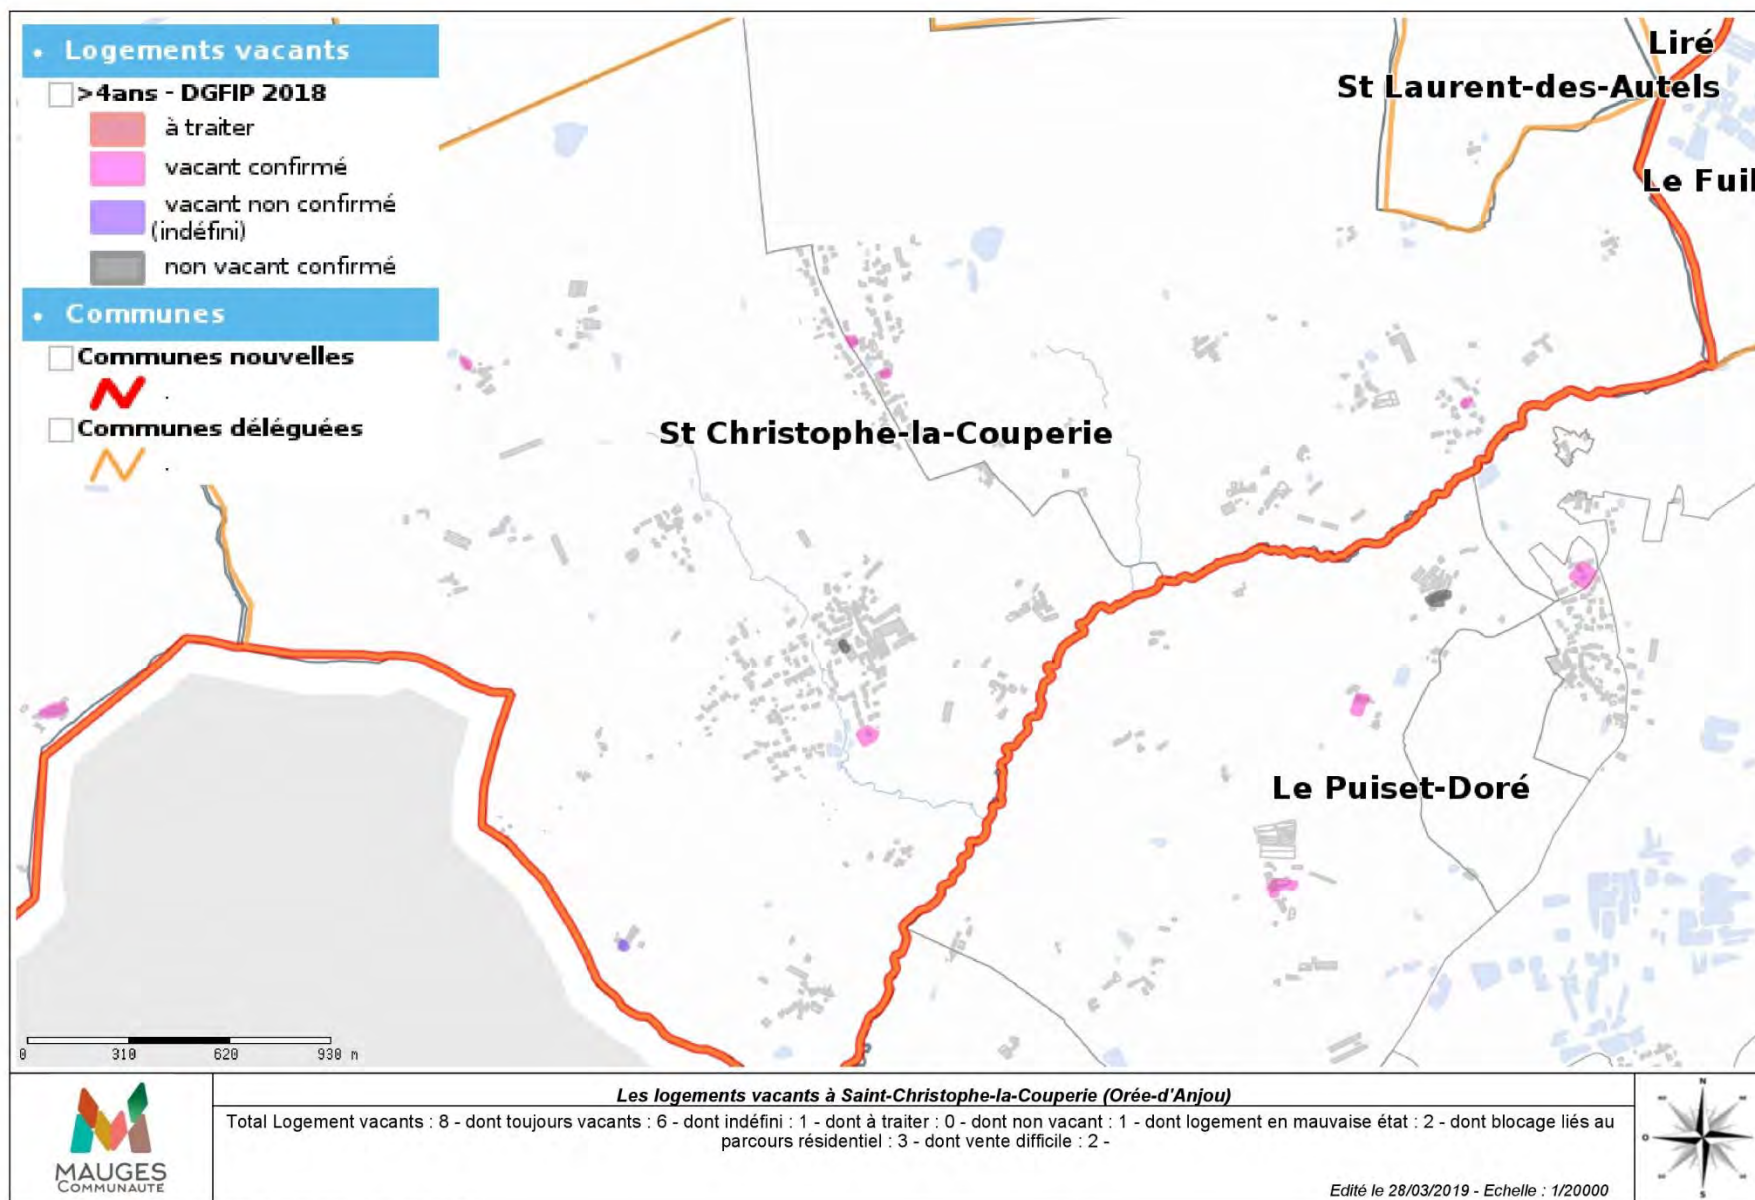 • Logements vacants
>4ans - DGFIP 2018
à traiter
vacant confirmé
vacant non confirmé
(indéfini)
non vacant confirmé
• Communes
Communes nouvelles
.
Communes déléguées
.
Liré
St Laurent-des-Autels
Le Fuil
St Christophe-la-Couperie
Le Puiset-Doré
0 310 620 930 m
MAUGES
COMMUNAUTÉ
Les logements vacants à Saint-Christophe-la-Couperie (Orée-d'Anjou)
Total Logement vacants : 8 - dont toujours vacants : 6 - dont indéfini : 1 - dont à traiter : 0 - dont non vacant : 1 - dont logement en mauvaise état : 2 - dont blocage liés au
parcours résidentiel : 3 - dont vente difficile : 2 -
Edité le 28/03/2019 - Echelle : 1/20000
N
O
S